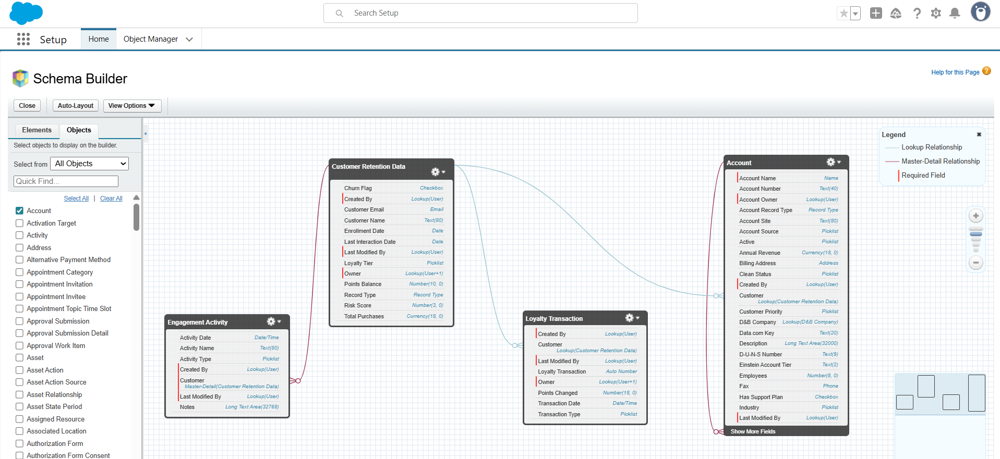 Search Setup
Setup
Home
Object Manager
Schema Builder
Help for this Page
?
Close
Auto-Layout
View Options
Elements
Objects
Select objects to display on the builder.
Select from
All Objects
Quick Find...
Select All | Clear All
Account
Activation Target
Activity
Address
Alternative Payment Method
Appointment Category
Appointment Invitation
Appointment Invitee
Appointment Topic Time Slot
Approval Submission
Approval Submission Detail
Approval Work Item
Asset
Asset Action
Asset Action Source
Asset Relationship
Asset State Period
Assigned Resource
Associated Location
Authorization Form
Authorization Form Consent
Engagement Activity
Activity Date Date/Time
Activity Name Text(80)
Activity Type Picklist
Created By Lookup(User)
Customer
Master-Detail(Customer Retention Data)
Last Modified By Lookup(User)
Notes Long Text Area(32768)
Customer Retention Data
Churn Flag Checkbox
Created By Lookup(User)
Customer Email Email
Customer Name Text(80)
Enrollment Date Date
Last Interaction Date Date
Last Modified By Lookup(User)
Loyalty Tier Picklist
Owner Lookup(User+1)
Points Balance Number(10, 0)
Record Type Record Type
Risk Score Number(3, 0)
Total Purchases Currency(18, 0)
Loyalty Transaction
Created By Lookup(User)
Customer
Lookup(Customer Retention Data)
Last Modified By Lookup(User)
Loyalty Transaction Auto Number
Owner Lookup(User+1)
Points Changed Number(18, 0)
Transaction Date Date/Time
Transaction Type Picklist
Account
Account Name Name
Account Number Text(40)
Account Owner Lookup(User)
Account Record Type Record Type
Account Site Text(80)
Account Source Picklist
Active Picklist
Annual Revenue Currency(18, 0)
Billing Address Address
Clean Status Picklist
Created By Lookup(User)
Customer
Lookup(Customer Retention Data)
Customer Priority Picklist
D&B Company Lookup(D&B Company)
Data.com Key Text(20)
Description Long Text Area(32000)
D-U-N-S Number Text(9)
Einstein Account Tier Text(2)
Employees Number(8, 0)
Fax Phone
Has Support Plan Checkbox
Industry Picklist
Last Modified By Lookup(User)
Show More Fields
Legend
Lookup Relationship
Master-Detail Relationship
Required Field